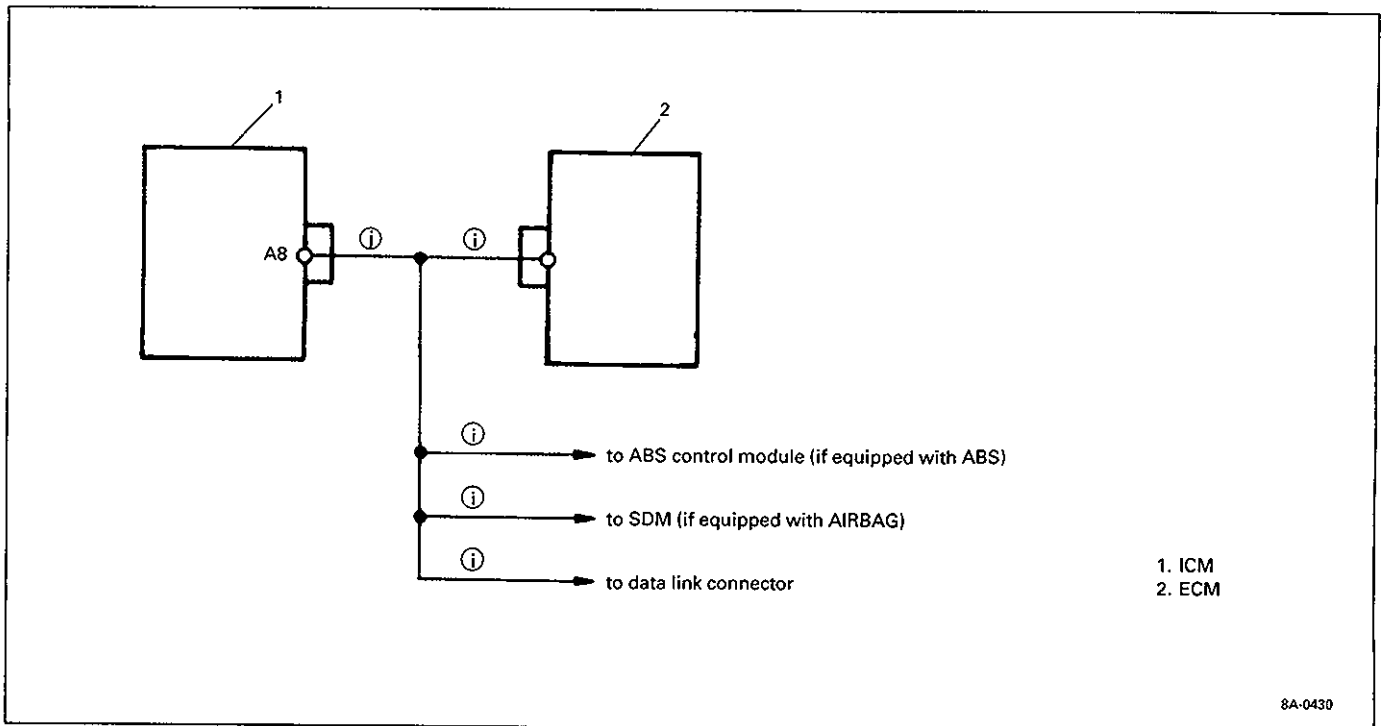 1
2
A8
ⓘ
ⓘ
ⓘ
to ABS control module (if equipped with ABS)
ⓘ
to SDM (if equipped with AIRBAG)
ⓘ
to data link connector
1. ICM
2. ECM
8A-0430